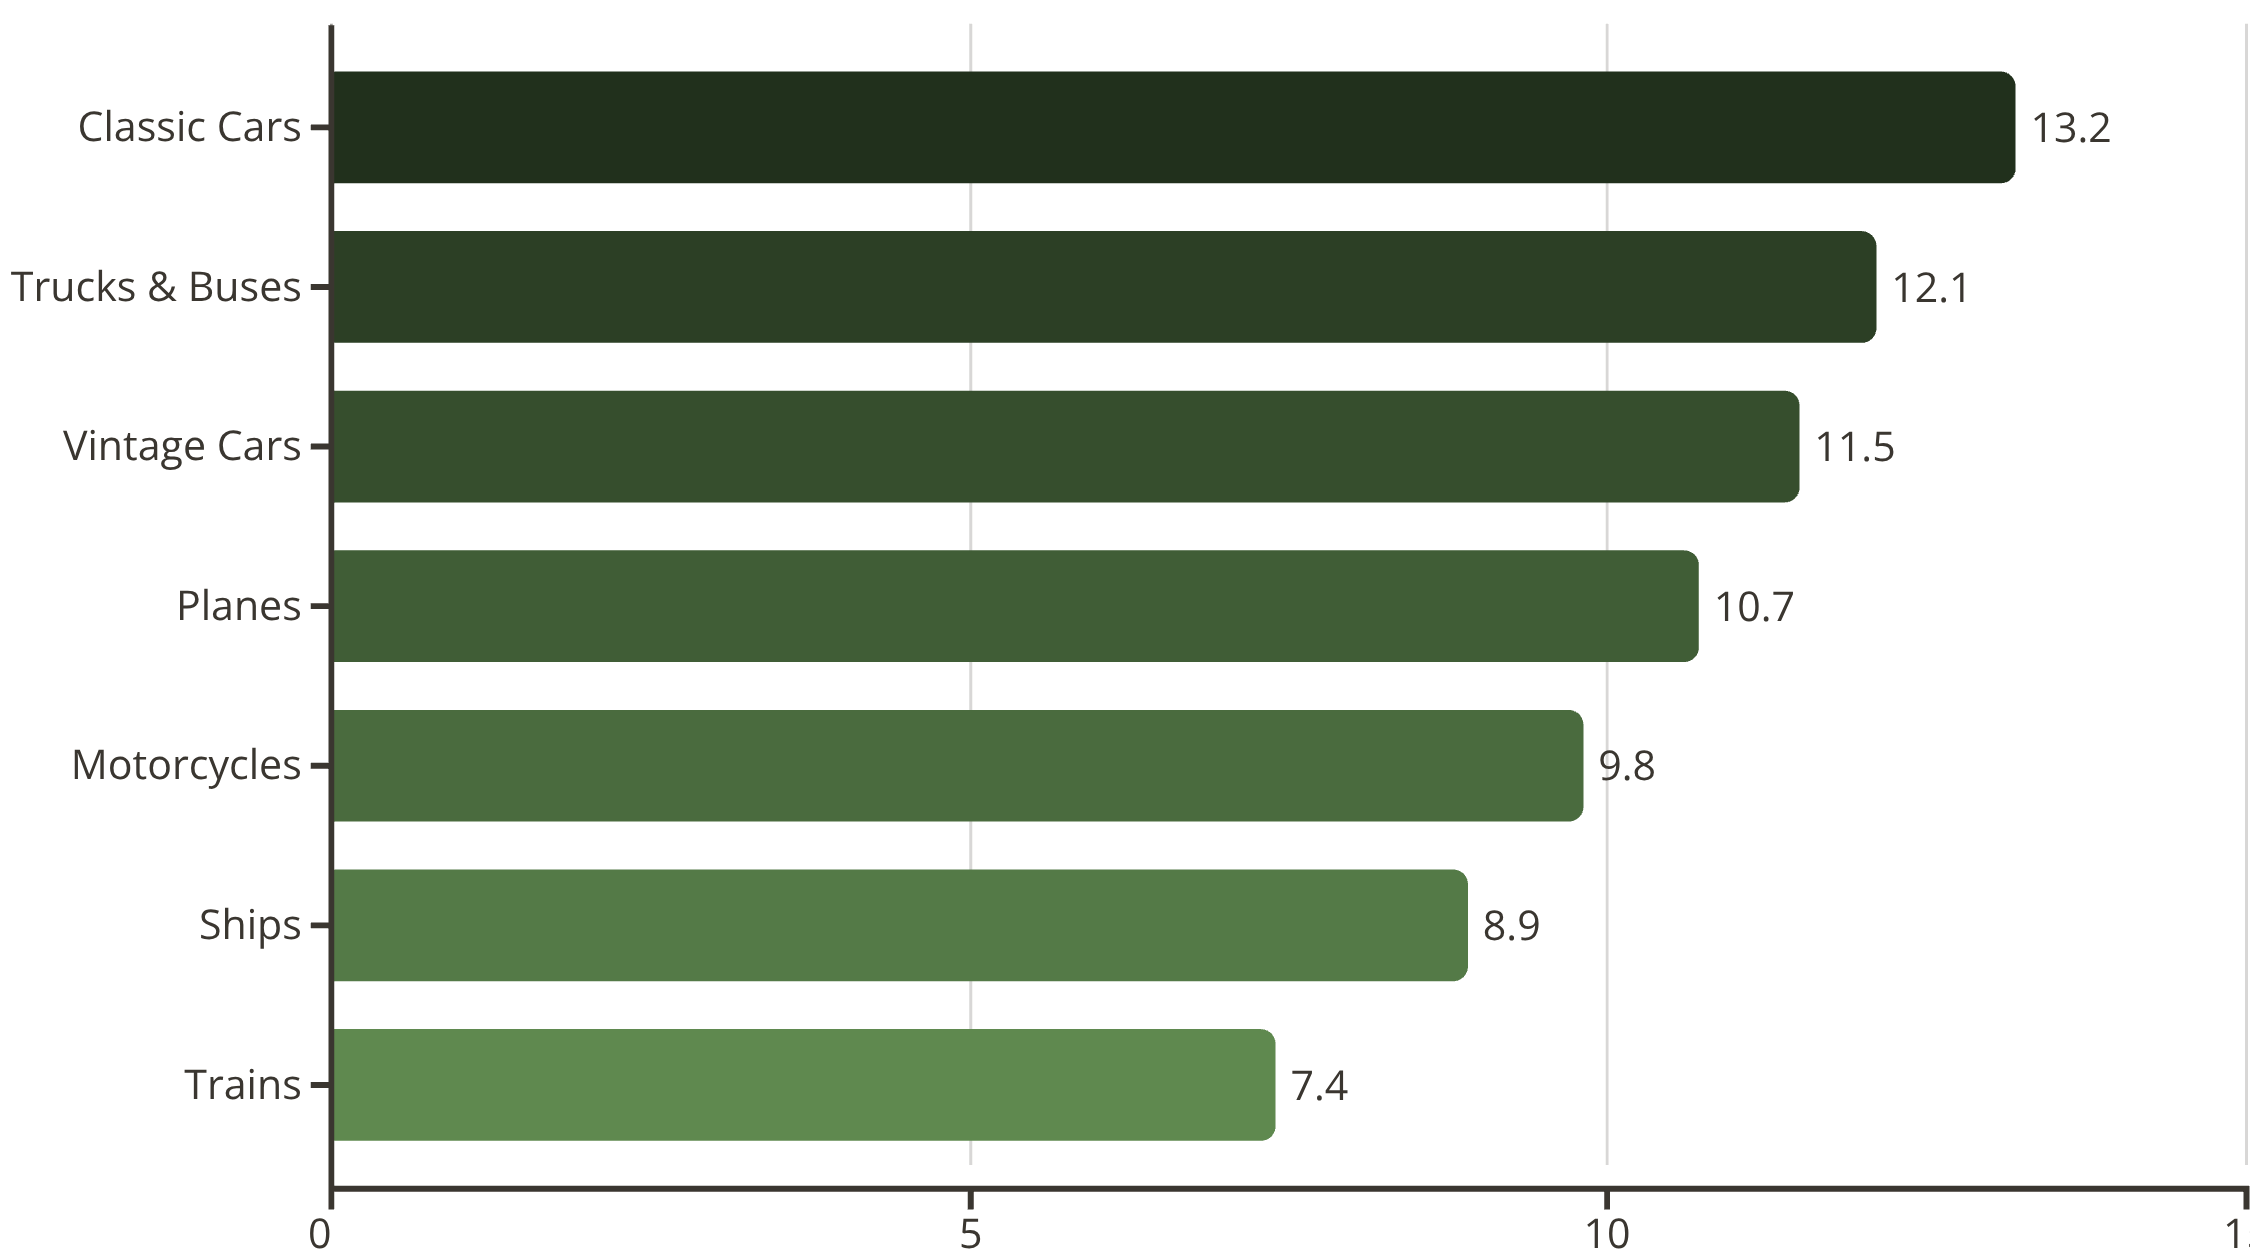 Classic Cars 13.2
Trucks & Buses 12.1
Vintage Cars 11.5
Planes 10.7
Motorcycles 9.8
Ships 8.9
Trains 7.4
0 5 10